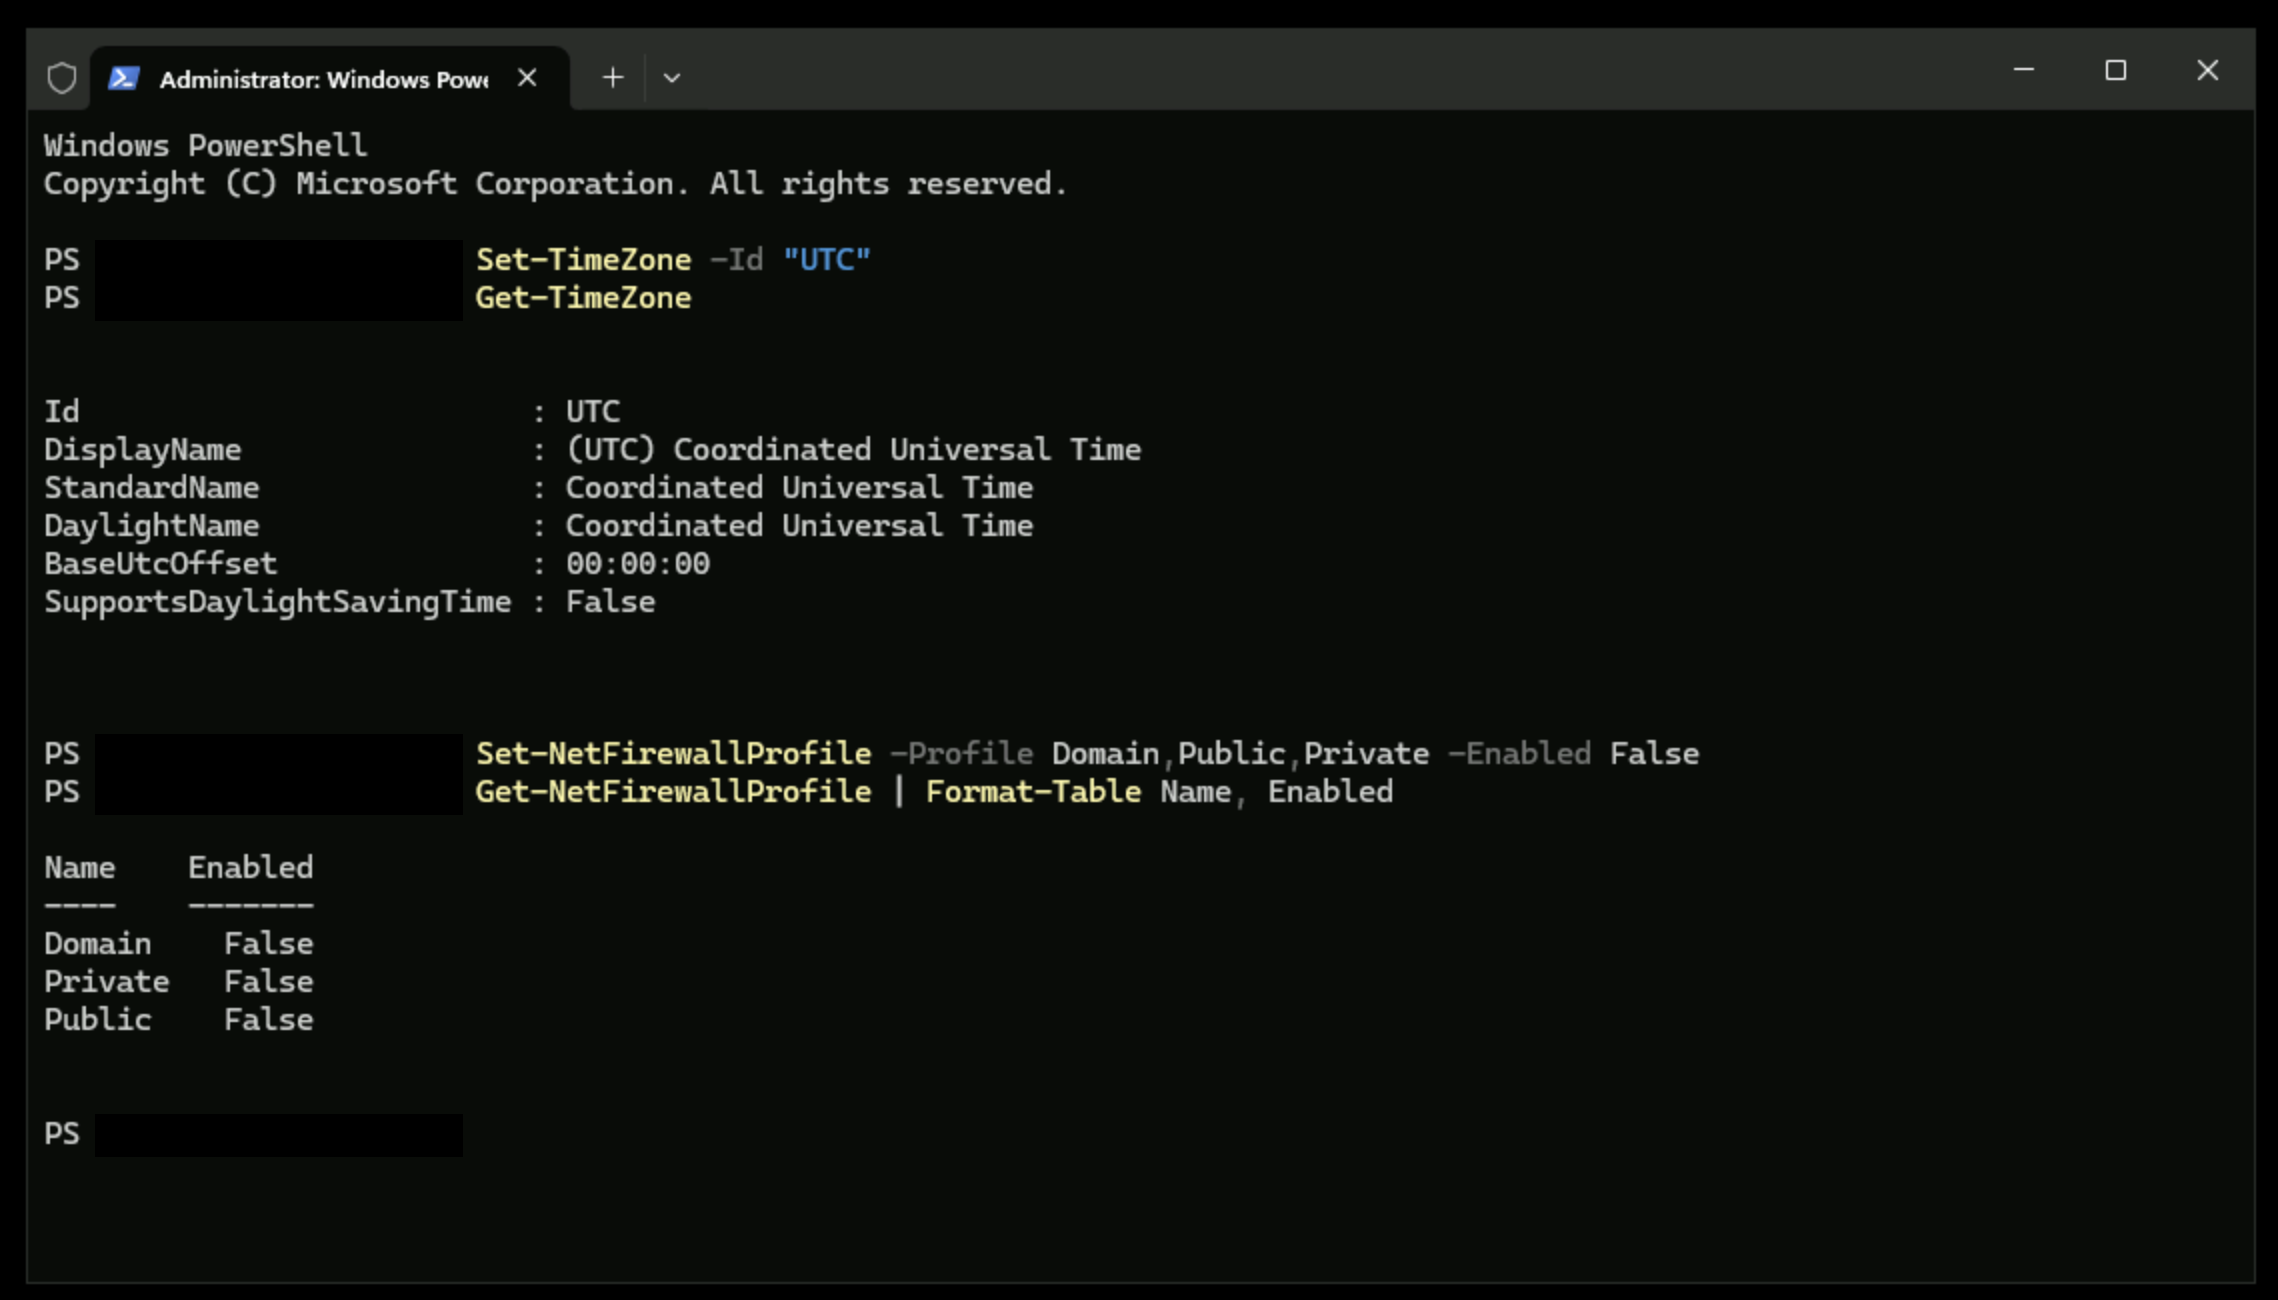 Administrator: Windows Powe
Windows PowerShell
Copyright (C) Microsoft Corporation. All rights reserved.
PS Set-TimeZone -Id "UTC"
PS Get-TimeZone
Id : UTC
DisplayName : (UTC) Coordinated Universal Time
StandardName : Coordinated Universal Time
DaylightName : Coordinated Universal Time
BaseUtcOffset : 00:00:00
SupportsDaylightSavingTime : False
PS Set-NetFirewallProfile -Profile Domain,Public,Private -Enabled False
PS Get-NetFirewallProfile | Format-Table Name, Enabled
Name Enabled
---- -------
Domain False
Private False
Public False
PS